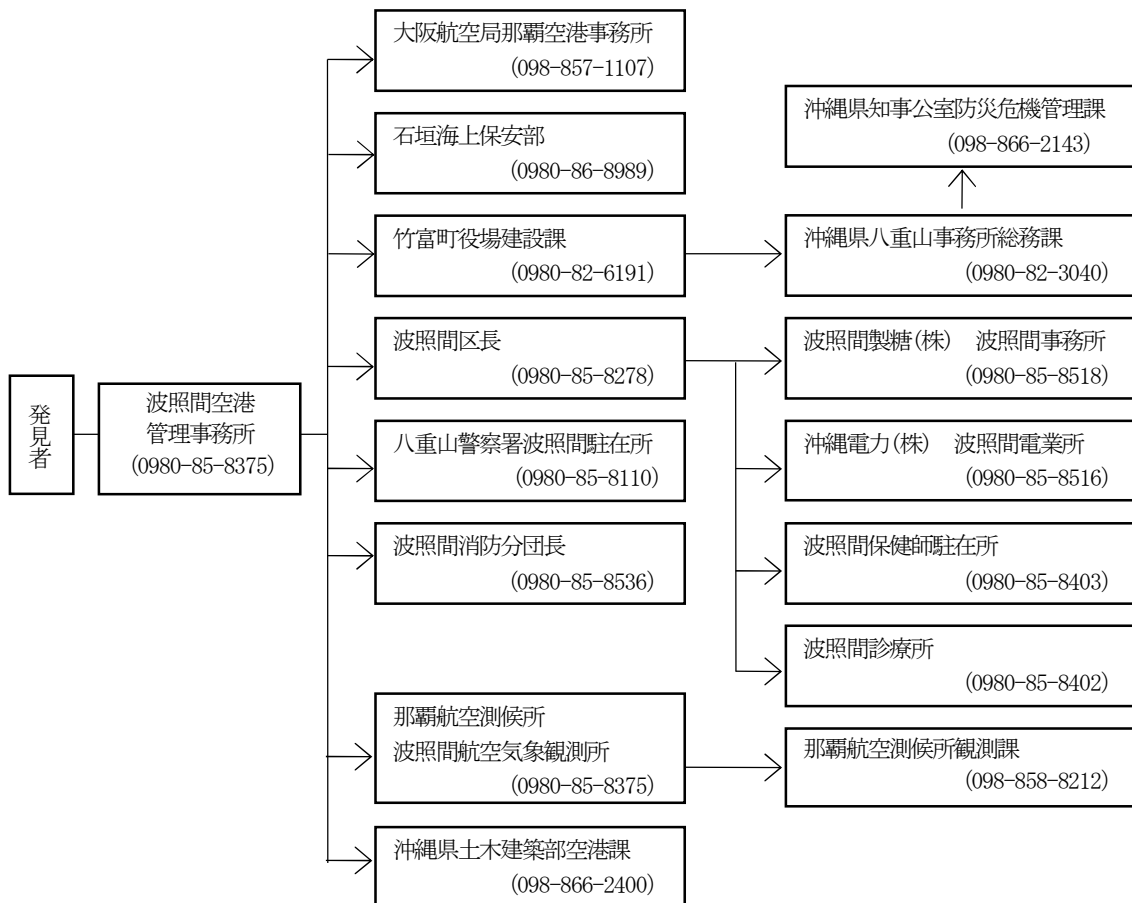 発見者
波照間空港
管理事務所
(0980-85-8375)
大阪航空局那覇空港事務所
(098-857-1107)
石垣海上保安部
(0980-86-8989)
竹富町役場建設課
(0980-82-6191)
波照間区長
(0980-85-8278)
八重山警察署波照間駐在所
(0980-85-8110)
波照間消防分団長
(0980-85-8536)
那覇航空測候所
波照間航空気象観測所
(0980-85-8375)
沖縄県土木建築部空港課
(098-866-2400)
沖縄県知事公室防災危機管理課
(098-866-2143)
沖縄県八重山事務所総務課
(0980-82-3040)
波照間製糖(株) 波照間事務所
(0980-85-8518)
沖縄電力(株) 波照間電業所
(0980-85-8516)
波照間保健師駐在所
(0980-85-8403)
波照間診療所
(0980-85-8402)
那覇航空測候所観測課
(098-858-8212)